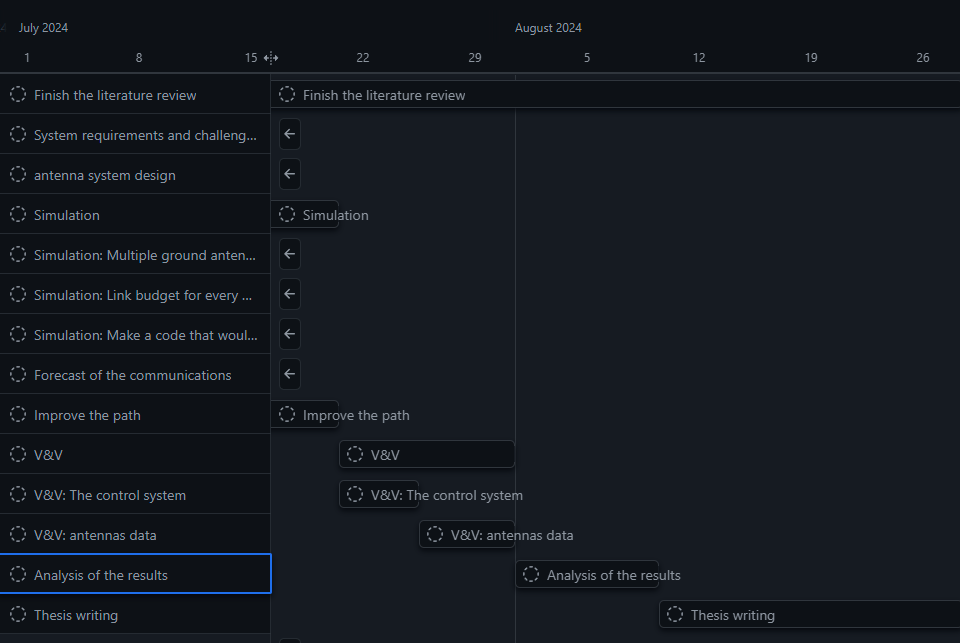 July 2024 August 2024
1 8 15 22 29 5 12 19 26
Finish the literature review Finish the literature review
System requirements and challeng...
antenna system design
Simulation Simulation
Simulation: Multiple ground anten...
Simulation: Link budget for every ...
Simulation: Make a code that woul...
Forecast of the communications
Improve the path Improve the path
V&V V&V
V&V: The control system V&V: The control system
V&V: antennas data V&V: antennas data
Analysis of the results Analysis of the results
Thesis writing Thesis writing